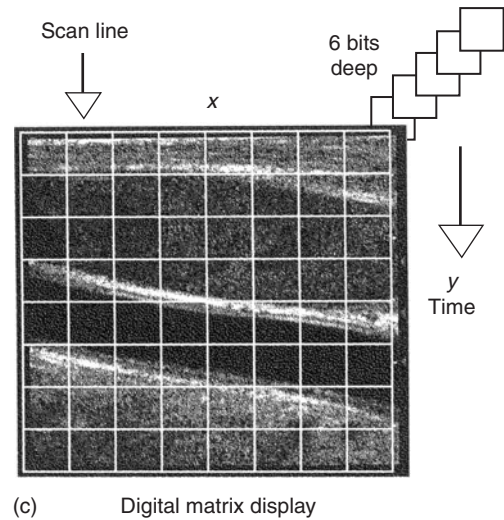 Scan line
6 bits
deep
x
y
Time
(c) Digital matrix display